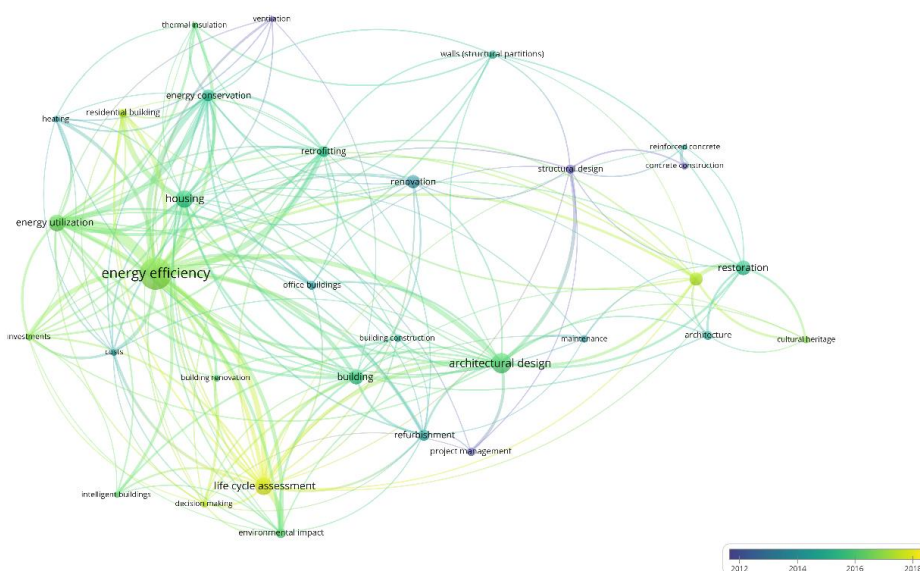 ventilation
thermal insulation
walls (structural partitions)
energy conservation
residential building
heating
reinforced concrete
retrofitting
concrete construction
structural design
renovation
housing
energy utilization
restoration
energy efficiency
office buildings
investments
building construction
maintenance
architecture
cultural heritage
costs
architectural design
building renovation
building
refurbishment
project management
life cycle assessment
intelligent buildings
decision making
environmental impact
2012 2014 2016 2018